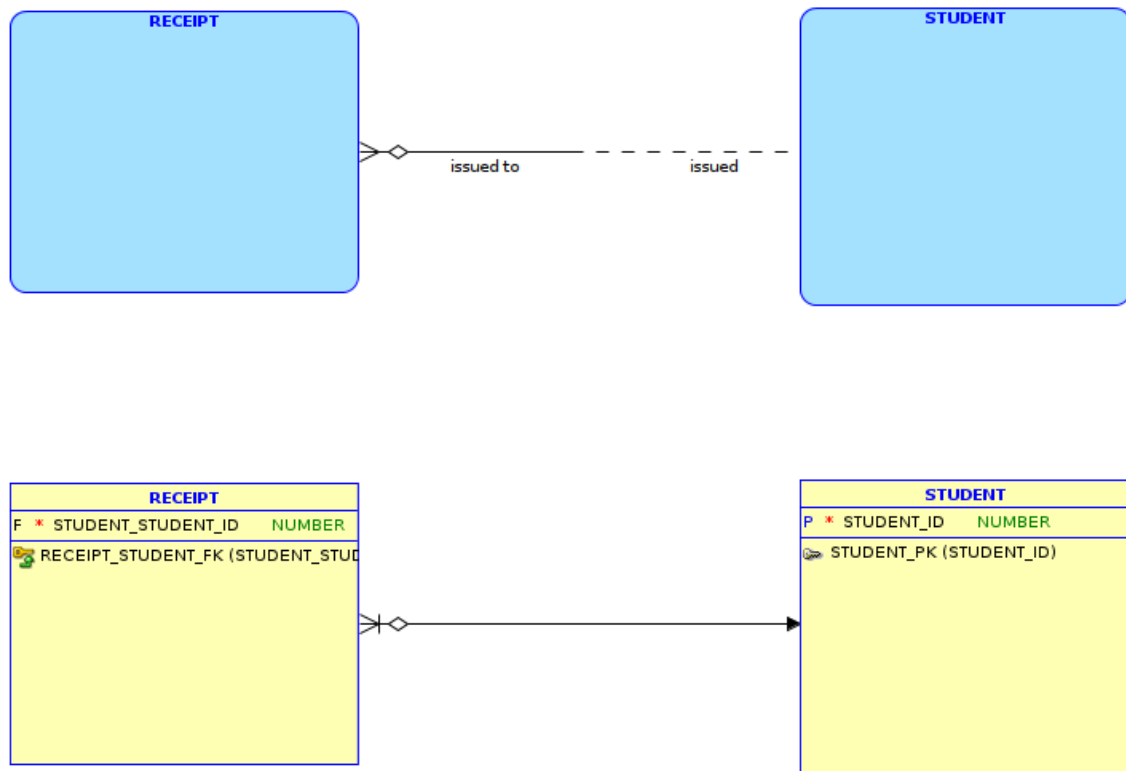 RECEIPT
STUDENT
issued to
issued
RECEIPT
F * STUDENT_STUDENT_ID NUMBER
RECEIPT_STUDENT_FK (STUDENT_STUD
STUDENT
P * STUDENT_ID NUMBER
STUDENT_PK (STUDENT_ID)